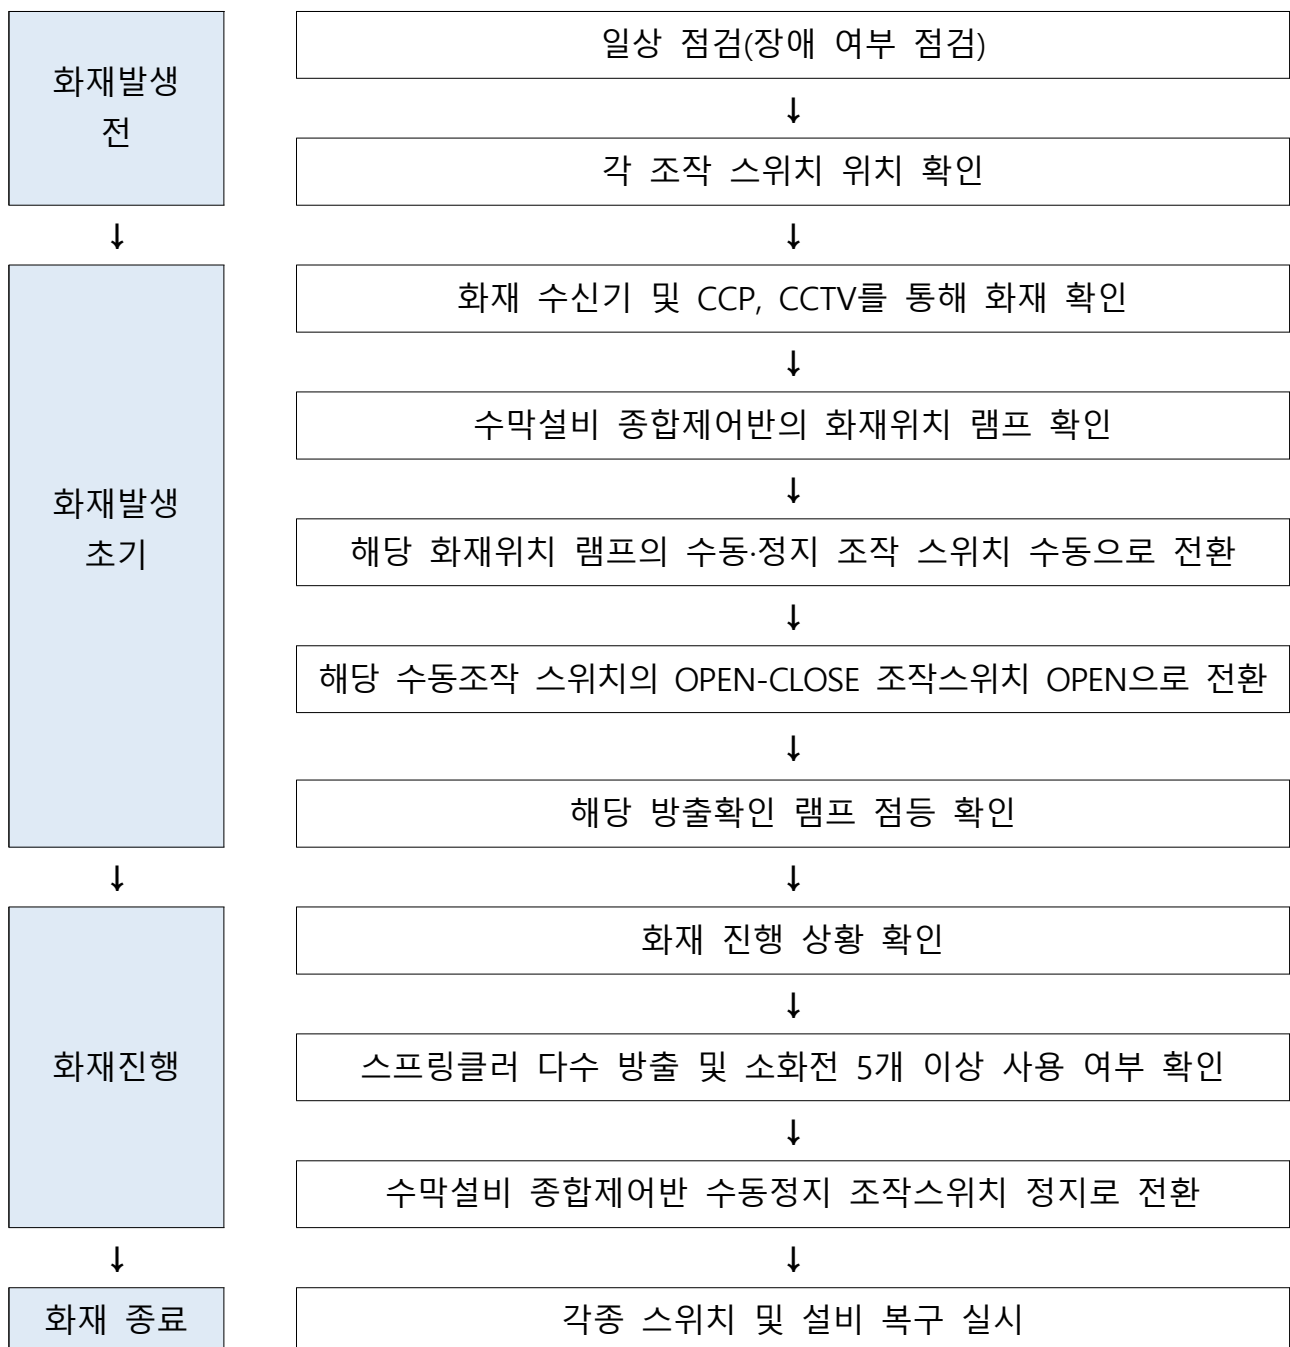 화재발생
전
일상 점검(장애 여부 점검)
↓
각 조작 스위치 위치 확인
↓
↓
화재발생
초기
화재 수신기 및 CCP, CCTV를 통해 화재 확인
↓
수막설비 종합제어반의 화재위치 램프 확인
↓
해당 화재위치 램프의 수동·정지 조작 스위치 수동으로 전환
↓
해당 수동조작 스위치의 OPEN-CLOSE 조작스위치 OPEN으로 전환
↓
해당 방출확인 램프 점등 확인
↓
↓
화재진행
화재 진행 상황 확인
↓
스프링클러 다수 방출 및 소화전 5개 이상 사용 여부 확인
↓
수막설비 종합제어반 수동정지 조작스위치 정지로 전환
↓
↓
화재 종료
각종 스위치 및 설비 복구 실시